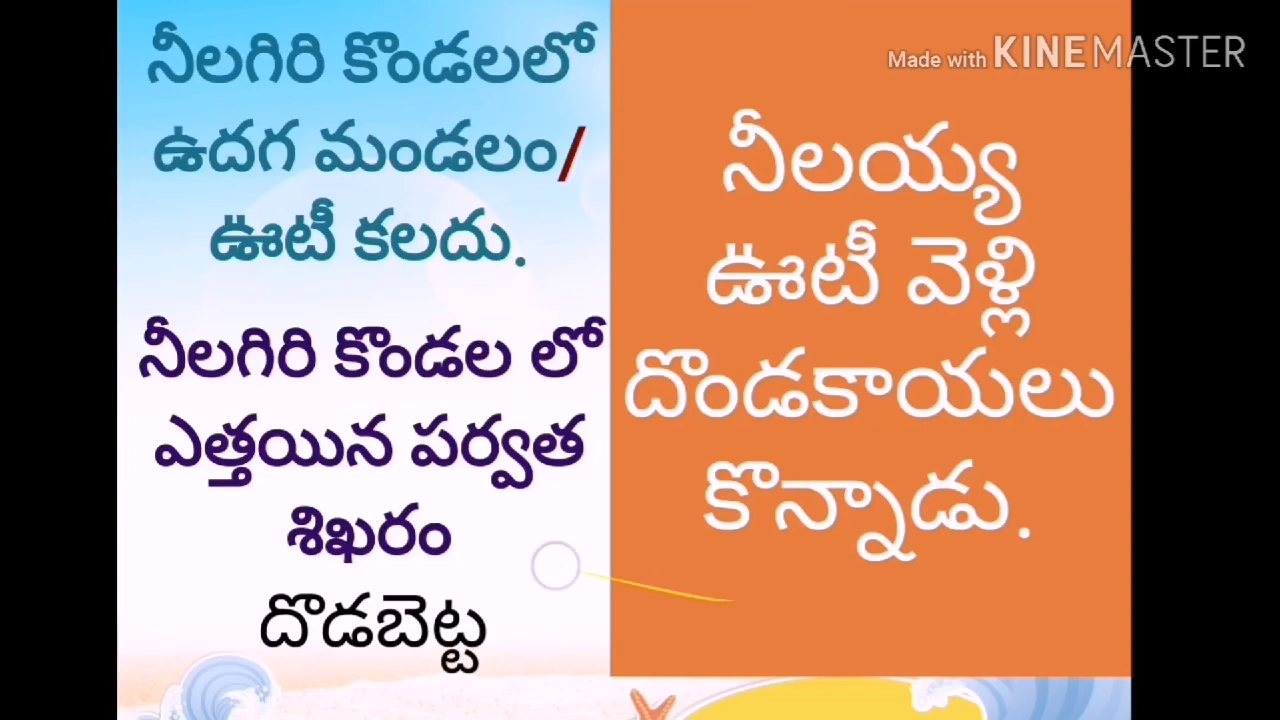 నీలగిరి కొండలలో
ఉదగ మండలం/
ఊటీ కలదు.
నీలగిరి కొండల లో
ఎత్తయిన పర్వత
శిఖరం
దొడబెట్ట
Made with KINEMASTER
నీలయ్య
ఊటీ వెళ్లి
దొండకాయలు
కొన్నాడు.